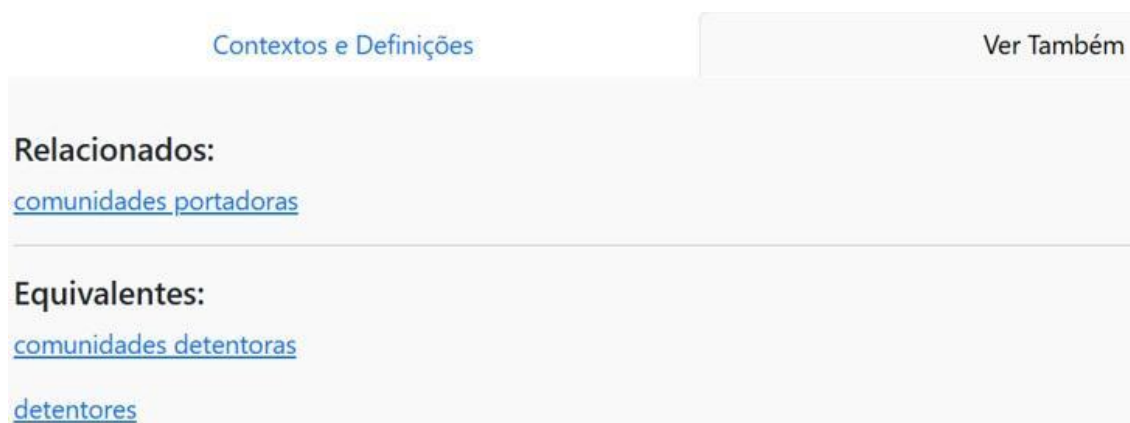 Contextos e Definições
Ver Também
Relacionados:
comunidades portadoras
Equivalentes:
comunidades detentoras
detentores